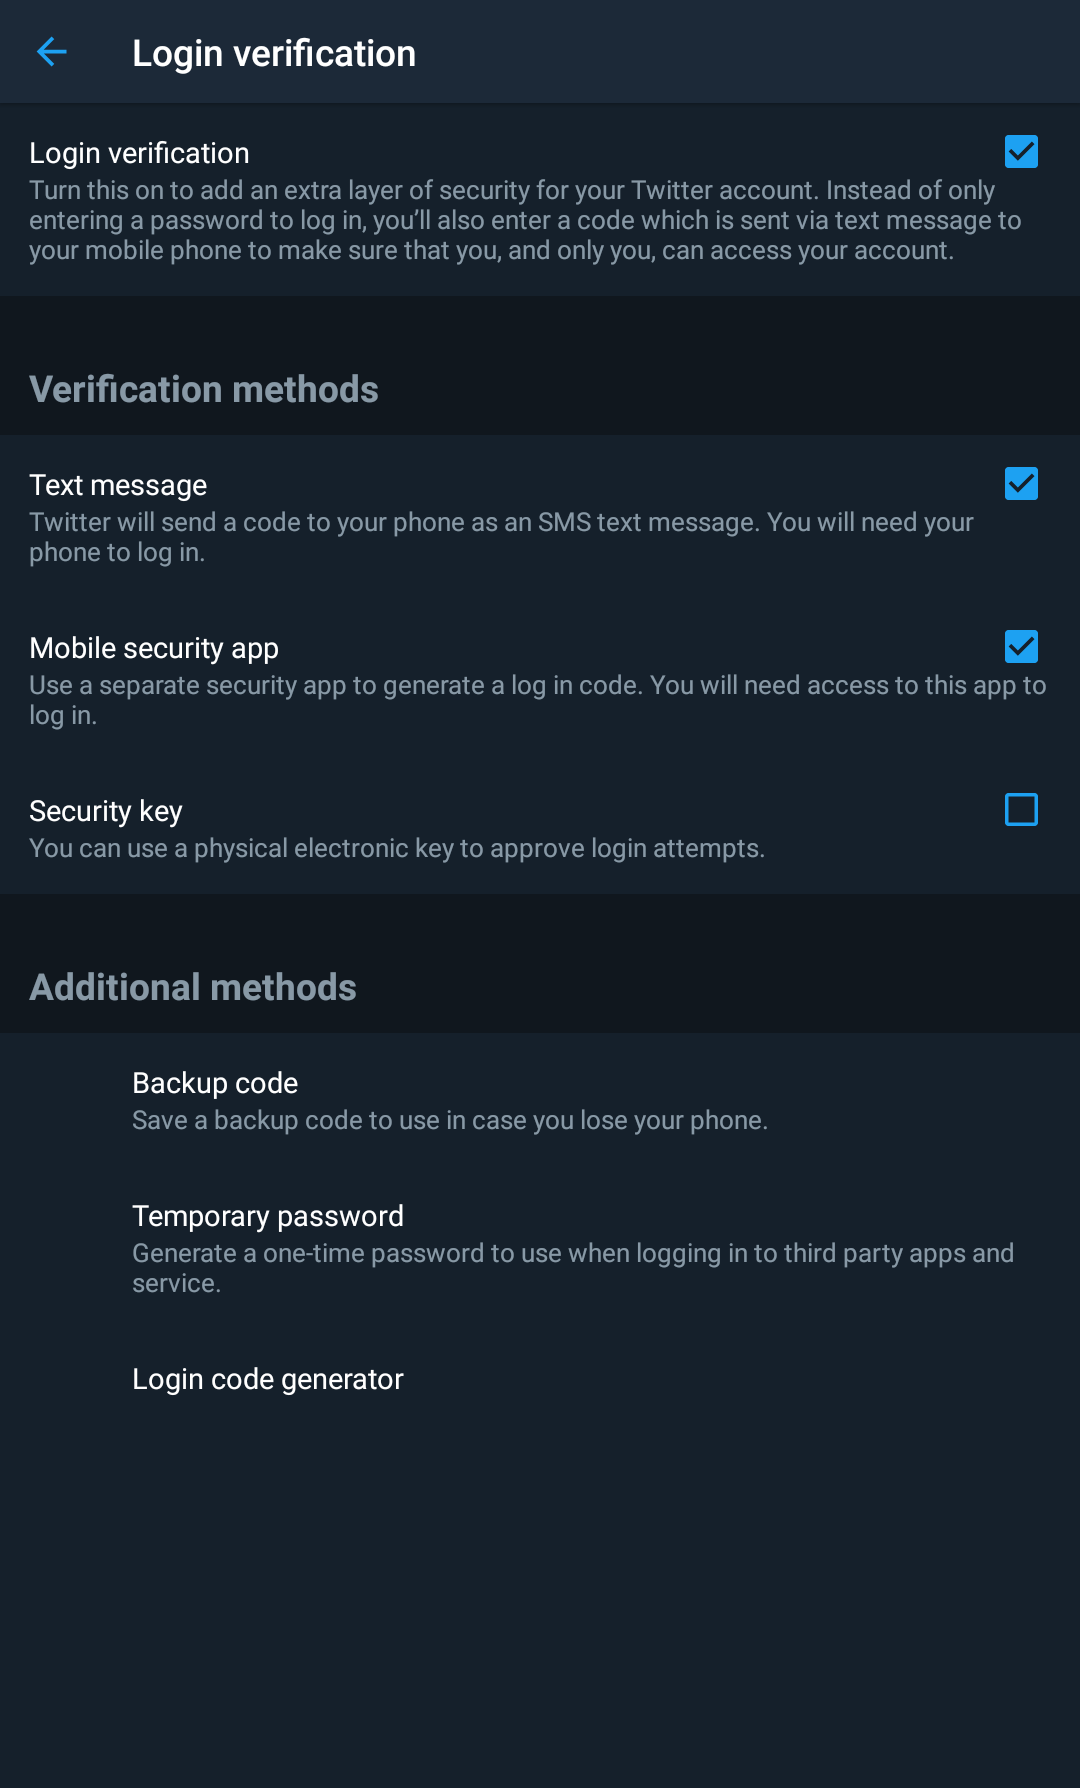 Login verification
Login verification
Turn this on to add an extra layer of security for your Twitter account. Instead of only
entering a password to log in, you’ll also enter a code which is sent via text message to
your mobile phone to make sure that you, and only you, can access your account.
Verification methods
Text message
Twitter will send a code to your phone as an SMS text message. You will need your
phone to log in.
Mobile security app
Use a separate security app to generate a log in code. You will need access to this app to
log in.
Security key
You can use a physical electronic key to approve login attempts.
Additional methods
Backup code
Save a backup code to use in case you lose your phone.
Temporary password
Generate a one-time password to use when logging in to third party apps and
service.
Login code generator